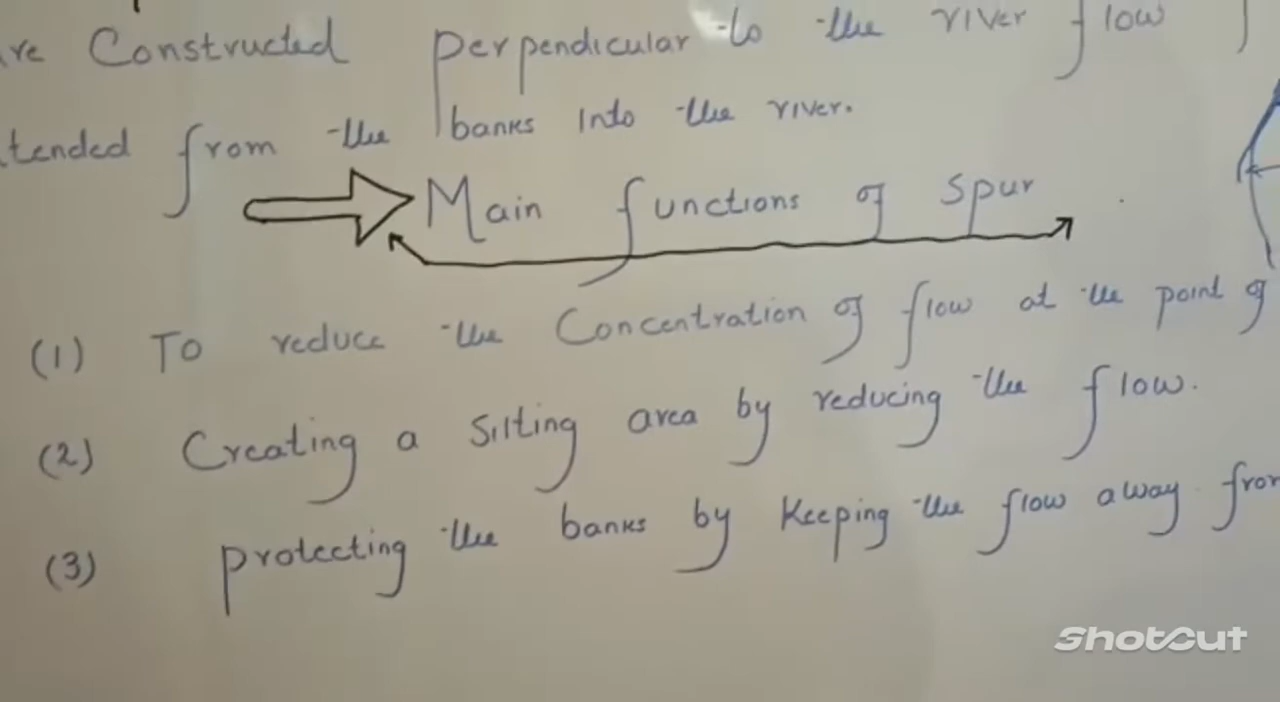 re Constructed perpendicular to the river flow
tended from the banks into the river.
Main functions of Spur
(1) To reduce the Concentration of flow at the point of
(2) Creating a silting area by reducing the flow.
(3) protecting the banks by Keeping the flow away from
SHOTCUT